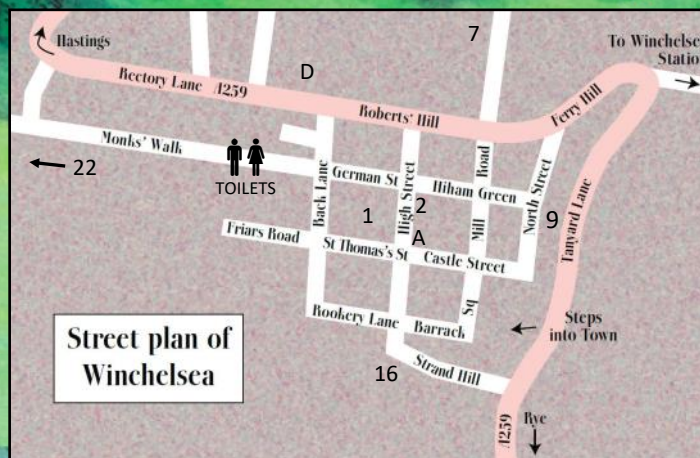 7
Hastings
To Winchelse
Statio
D
Rectory Lane A259
Ferry Hill
Roberts' Hill
Monks' Walk
22
TOILETS
German St
Hiham Green
Back Lane
High Street
Mill Road
North Street
Tanyard Lane
1
2
9
A
Friars Road
St Thomas's St
Castle Street
Rookery Lane
Barrack Sq
Steps
into Town
Street plan of
Winchelsea
16
Strand Hill
A259
Rye